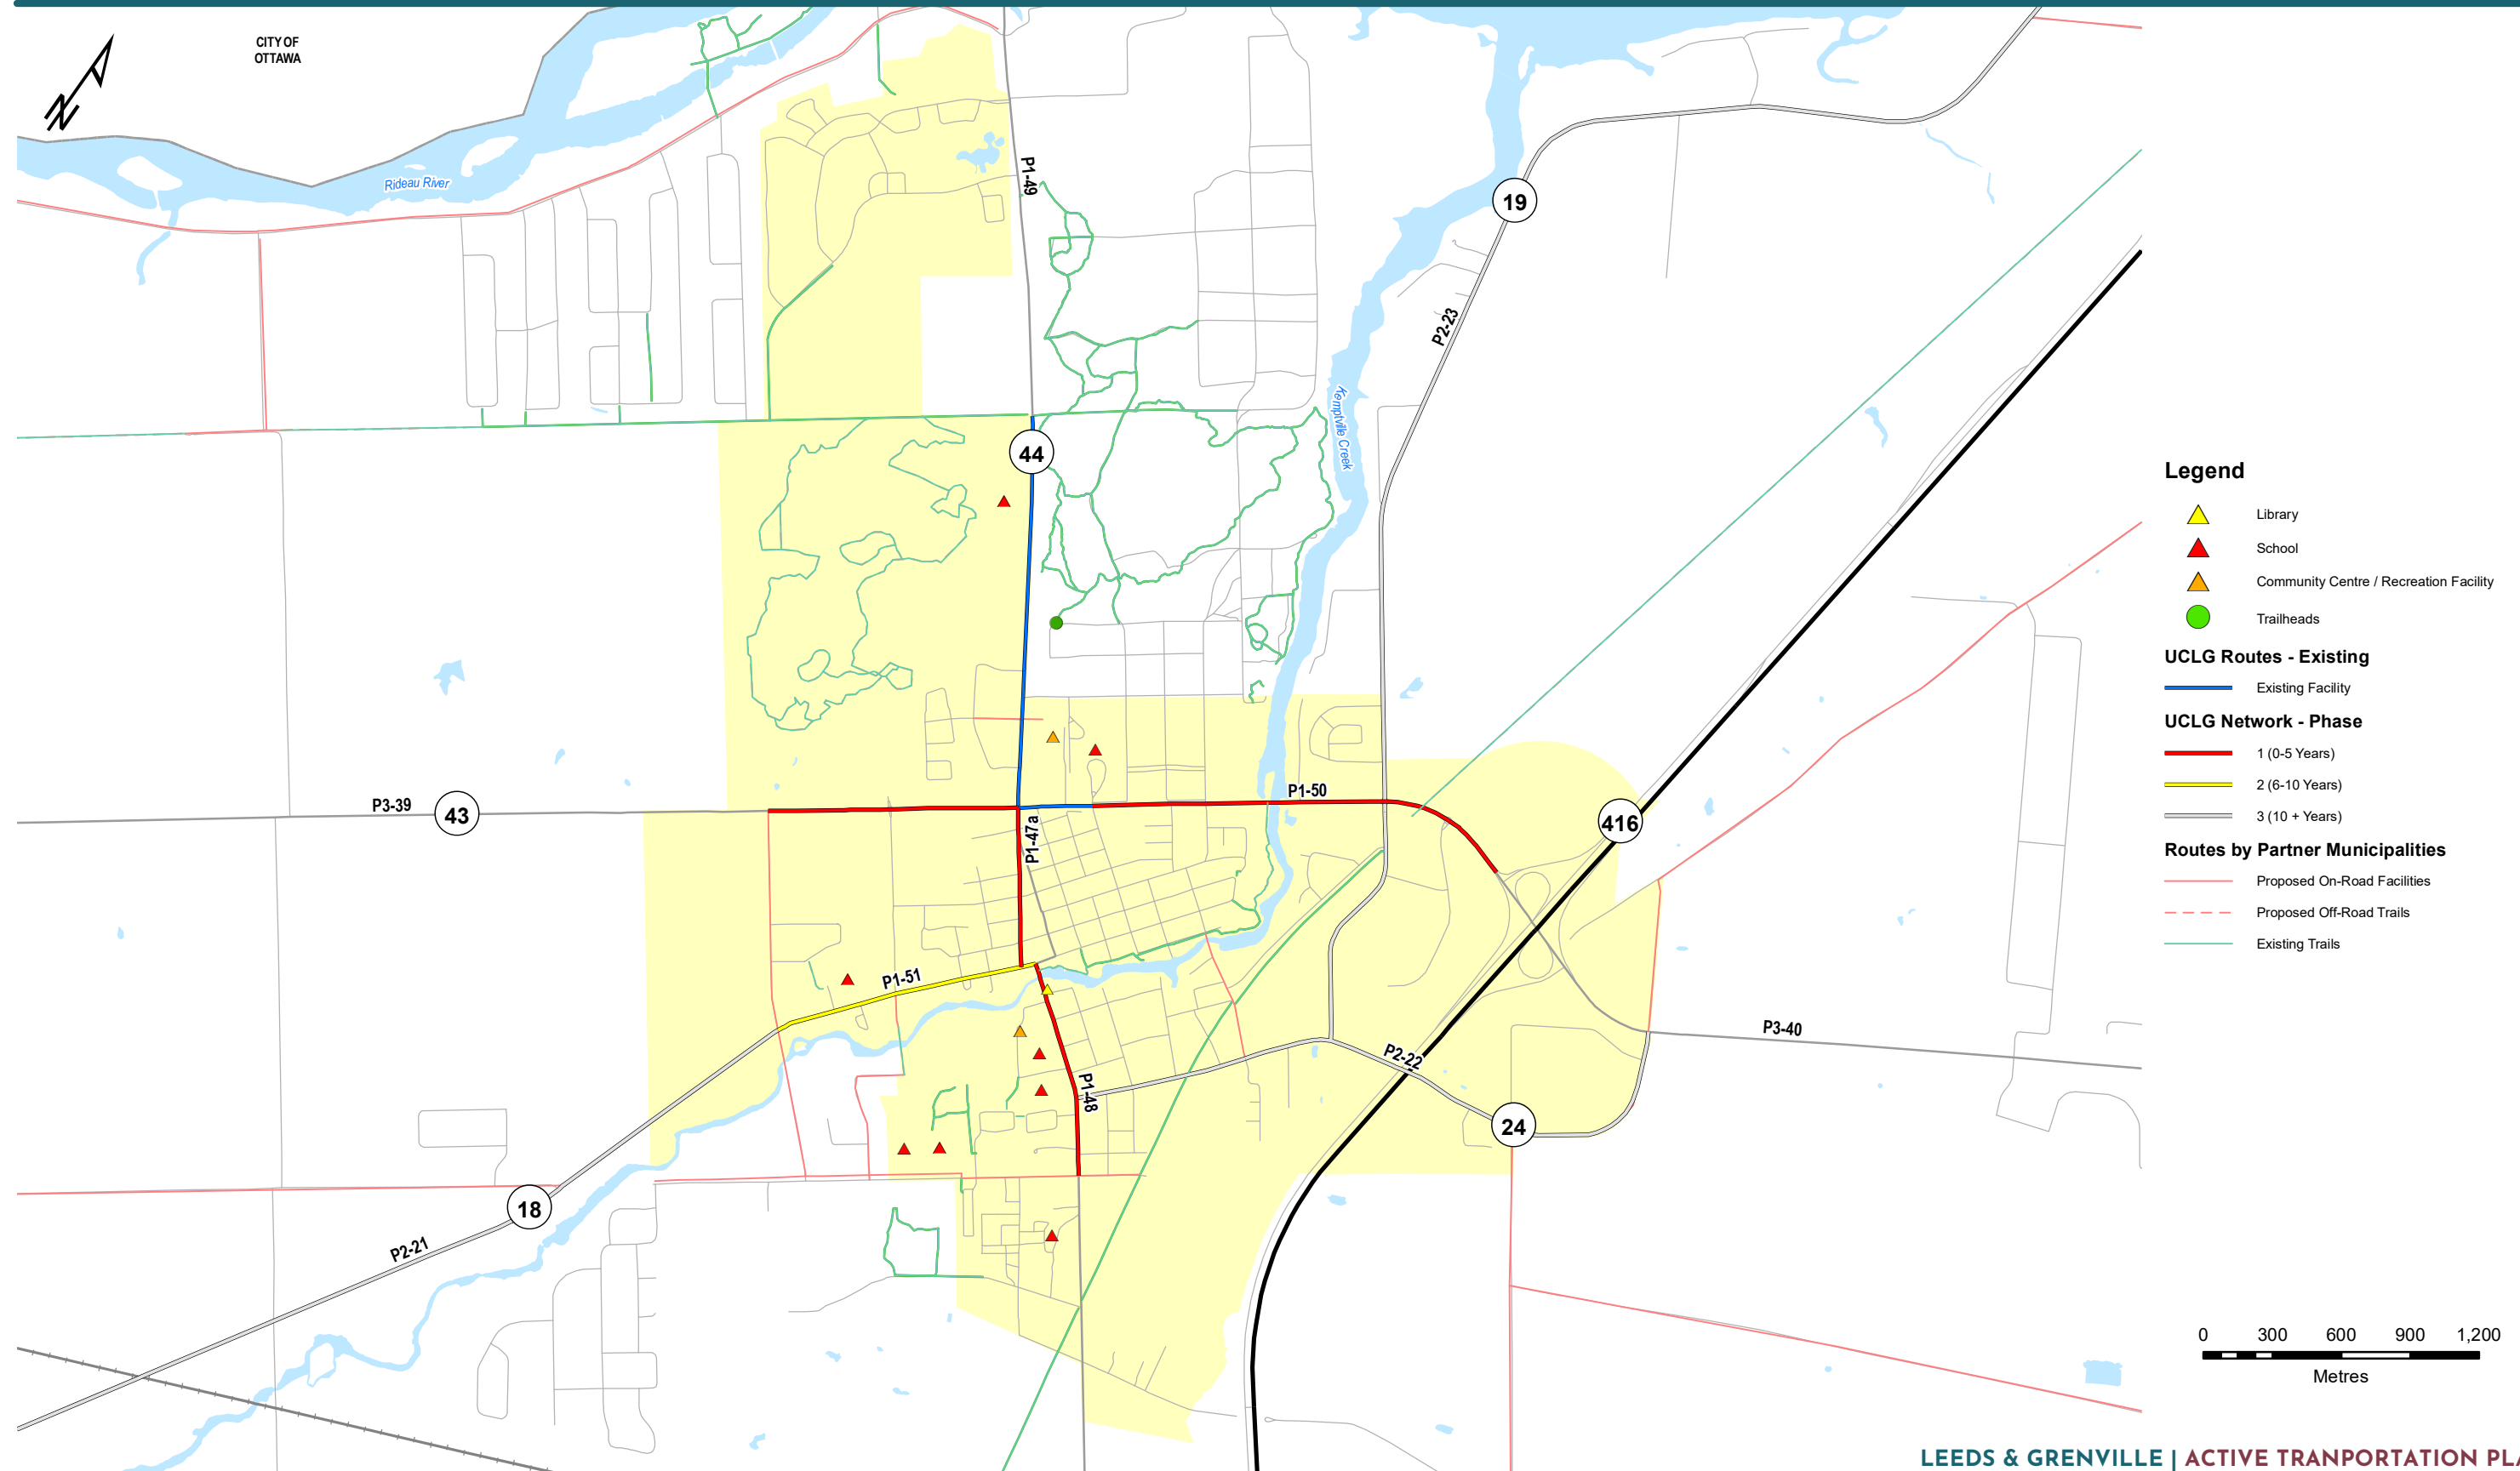 CITY OF
OTTAWA
N
Rideau River
P1-49
19
P2-23
Kemptville Creek
44
P3-39
43
P1-50
416
P1-47a
P1-51
P1-48
P2-22
P3-40
24
18
P2-21
Legend
Library
School
Community Centre / Recreation Facility
Trailheads
UCLG Routes - Existing
Existing Facility
UCLG Network - Phase
1 (0-5 Years)
2 (6-10 Years)
3 (10 + Years)
Routes by Partner Municipalities
Proposed On-Road Facilities
Proposed Off-Road Trails
Existing Trails
0 300 600 900 1,200
Metres
LEEDS & GRENVILLE | ACTIVE TRANPORTATION PLA